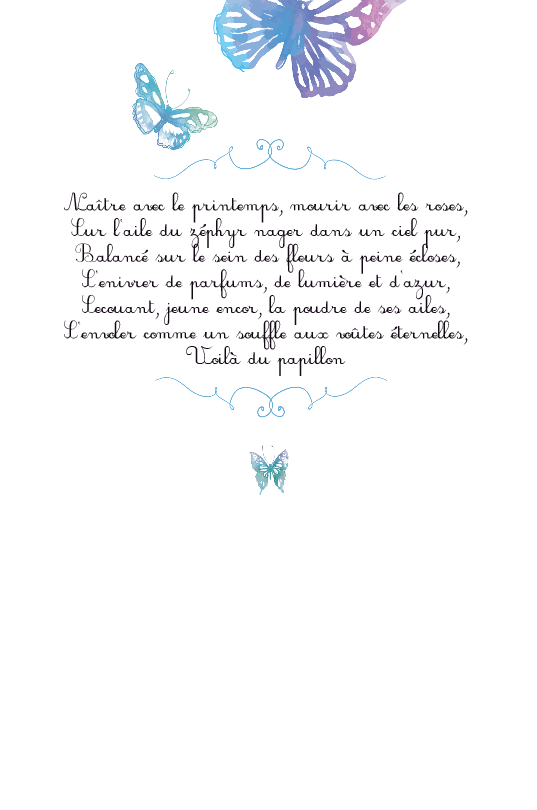 Naître avec le printemps, mourir avec les roses,
Sur l'aile du zéphyr nager dans un ciel pur,
Balancé sur le sein des fleurs à peine écloses,
S'enivrer de parfums, de lumière et d'azur,
Secouant, jeune encor, la poudre de ses ailes,
S'envoler comme un souffle aux voûtes éternelles,
Voilà du papillon